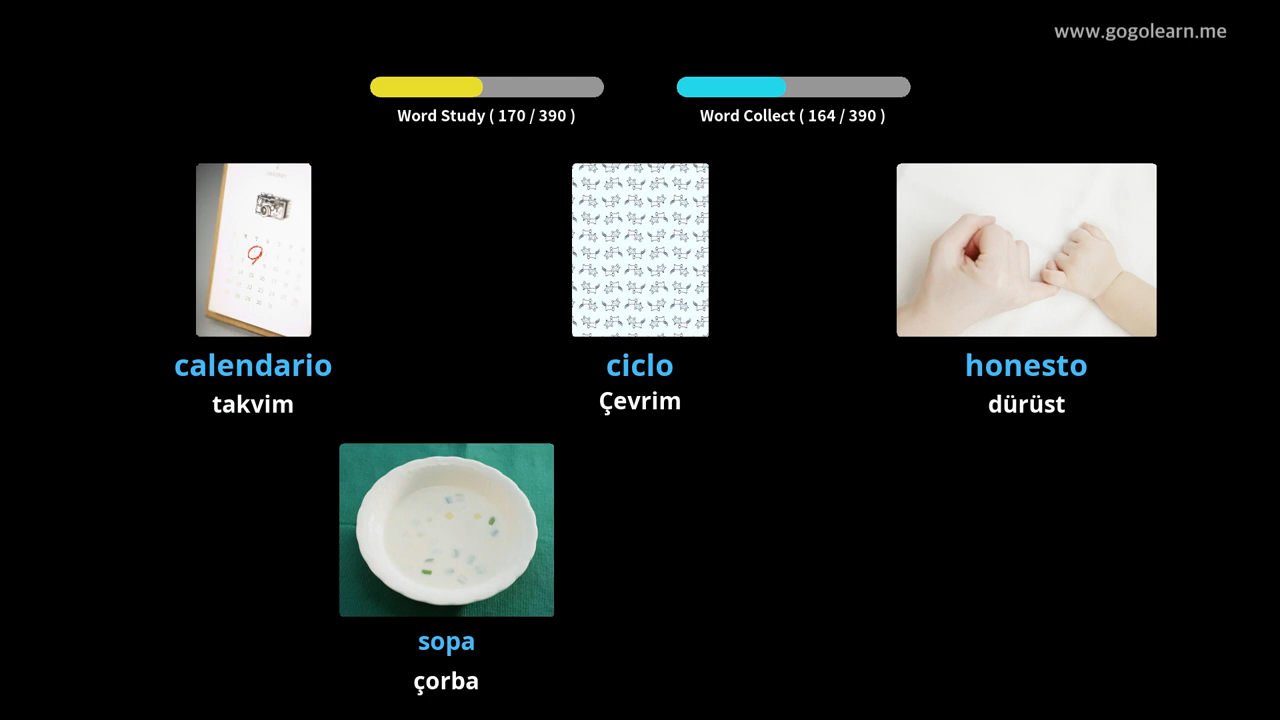 www.gogolearn.me
Word Study ( 170 / 390 )
Word Collect ( 164 / 390 )
calendario
takvim
ciclo
Çevrim
honesto
dürüst
sopa
çorba